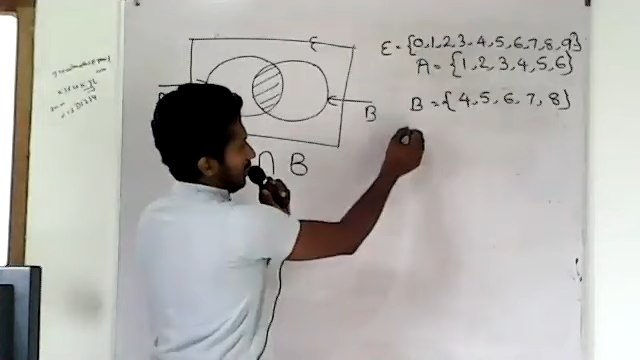 ε
ε = {0,1,2,3,4,5,6,7,8,9}
A = {1,2,3,4,5,6}
B
B = {4,5,6,7,8}
∩ B